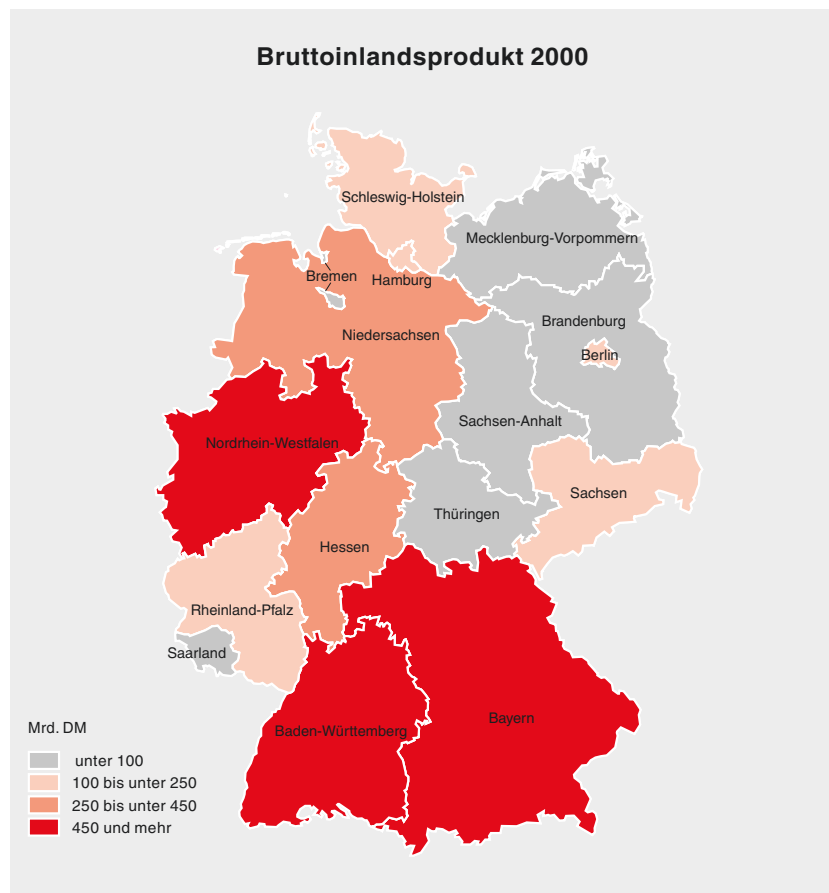 Bruttoinlandsprodukt 2000
Schleswig-Holstein
Mecklenburg-Vorpommern
Bremen
Hamburg
Brandenburg
Niedersachsen
Berlin
Sachsen-Anhalt
Nordrhein-Westfalen
Sachsen
Thüringen
Hessen
Rheinland-Pfalz
Saarland
Bayern
Baden-Württemberg
Mrd. DM
unter 100
100 bis unter 250
250 bis unter 450
450 und mehr